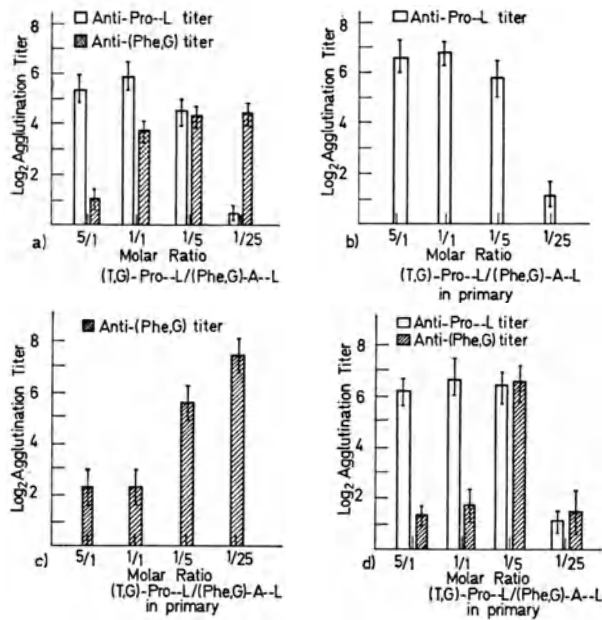 Anti-Pro--L titer
Anti-(Phe,G) titer
Log2 Agglutination Titer
8
6
4
2
5/1
1/1
1/5
1/25
a)
Molar Ratio
(T,G)-Pro--L/(Phe,G)-A--L
Anti-Pro--L titer
Log2 Agglutination Titer
8
6
4
2
5/1
1/1
1/5
1/25
b)
Molar Ratio
(T,G)-Pro--L/(Phe,G)-A--L
in primary
Anti-(Phe,G) titer
Log2 Agglutination Titer
8
6
4
2
5/1
1/1
1/5
1/25
c)
Molar Ratio
(T,G)-Pro--L/(Phe,G)-A--L
in primary
Anti-Pro--L titer
Anti-(Phe,G) titer
Log2 Agglutination Titer
8
6
4
2
5/1
1/1
1/5
1/25
d)
Molar Ratio
(T,G)-Pro--L/(Phe,G)-A--L
in primary